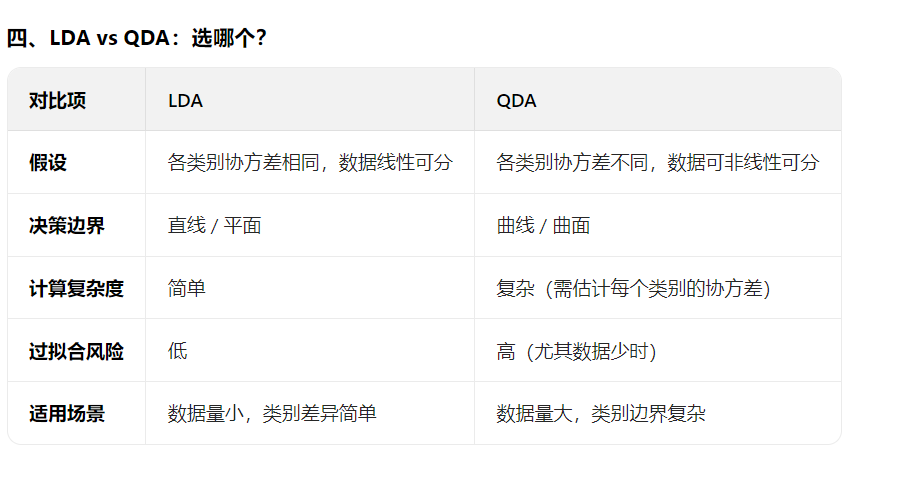 四、LDA vs QDA：选哪个？
对比项 LDA QDA
假设 各类别协方差相同，数据线性可分 各类别协方差不同，数据可非线性可分
决策边界 直线 / 平面 曲线 / 曲面
计算复杂度 简单 复杂（需估计每个类别的协方差）
过拟合风险 低 高（尤其数据少时）
适用场景 数据量小，类别差异简单 数据量大，类别边界复杂